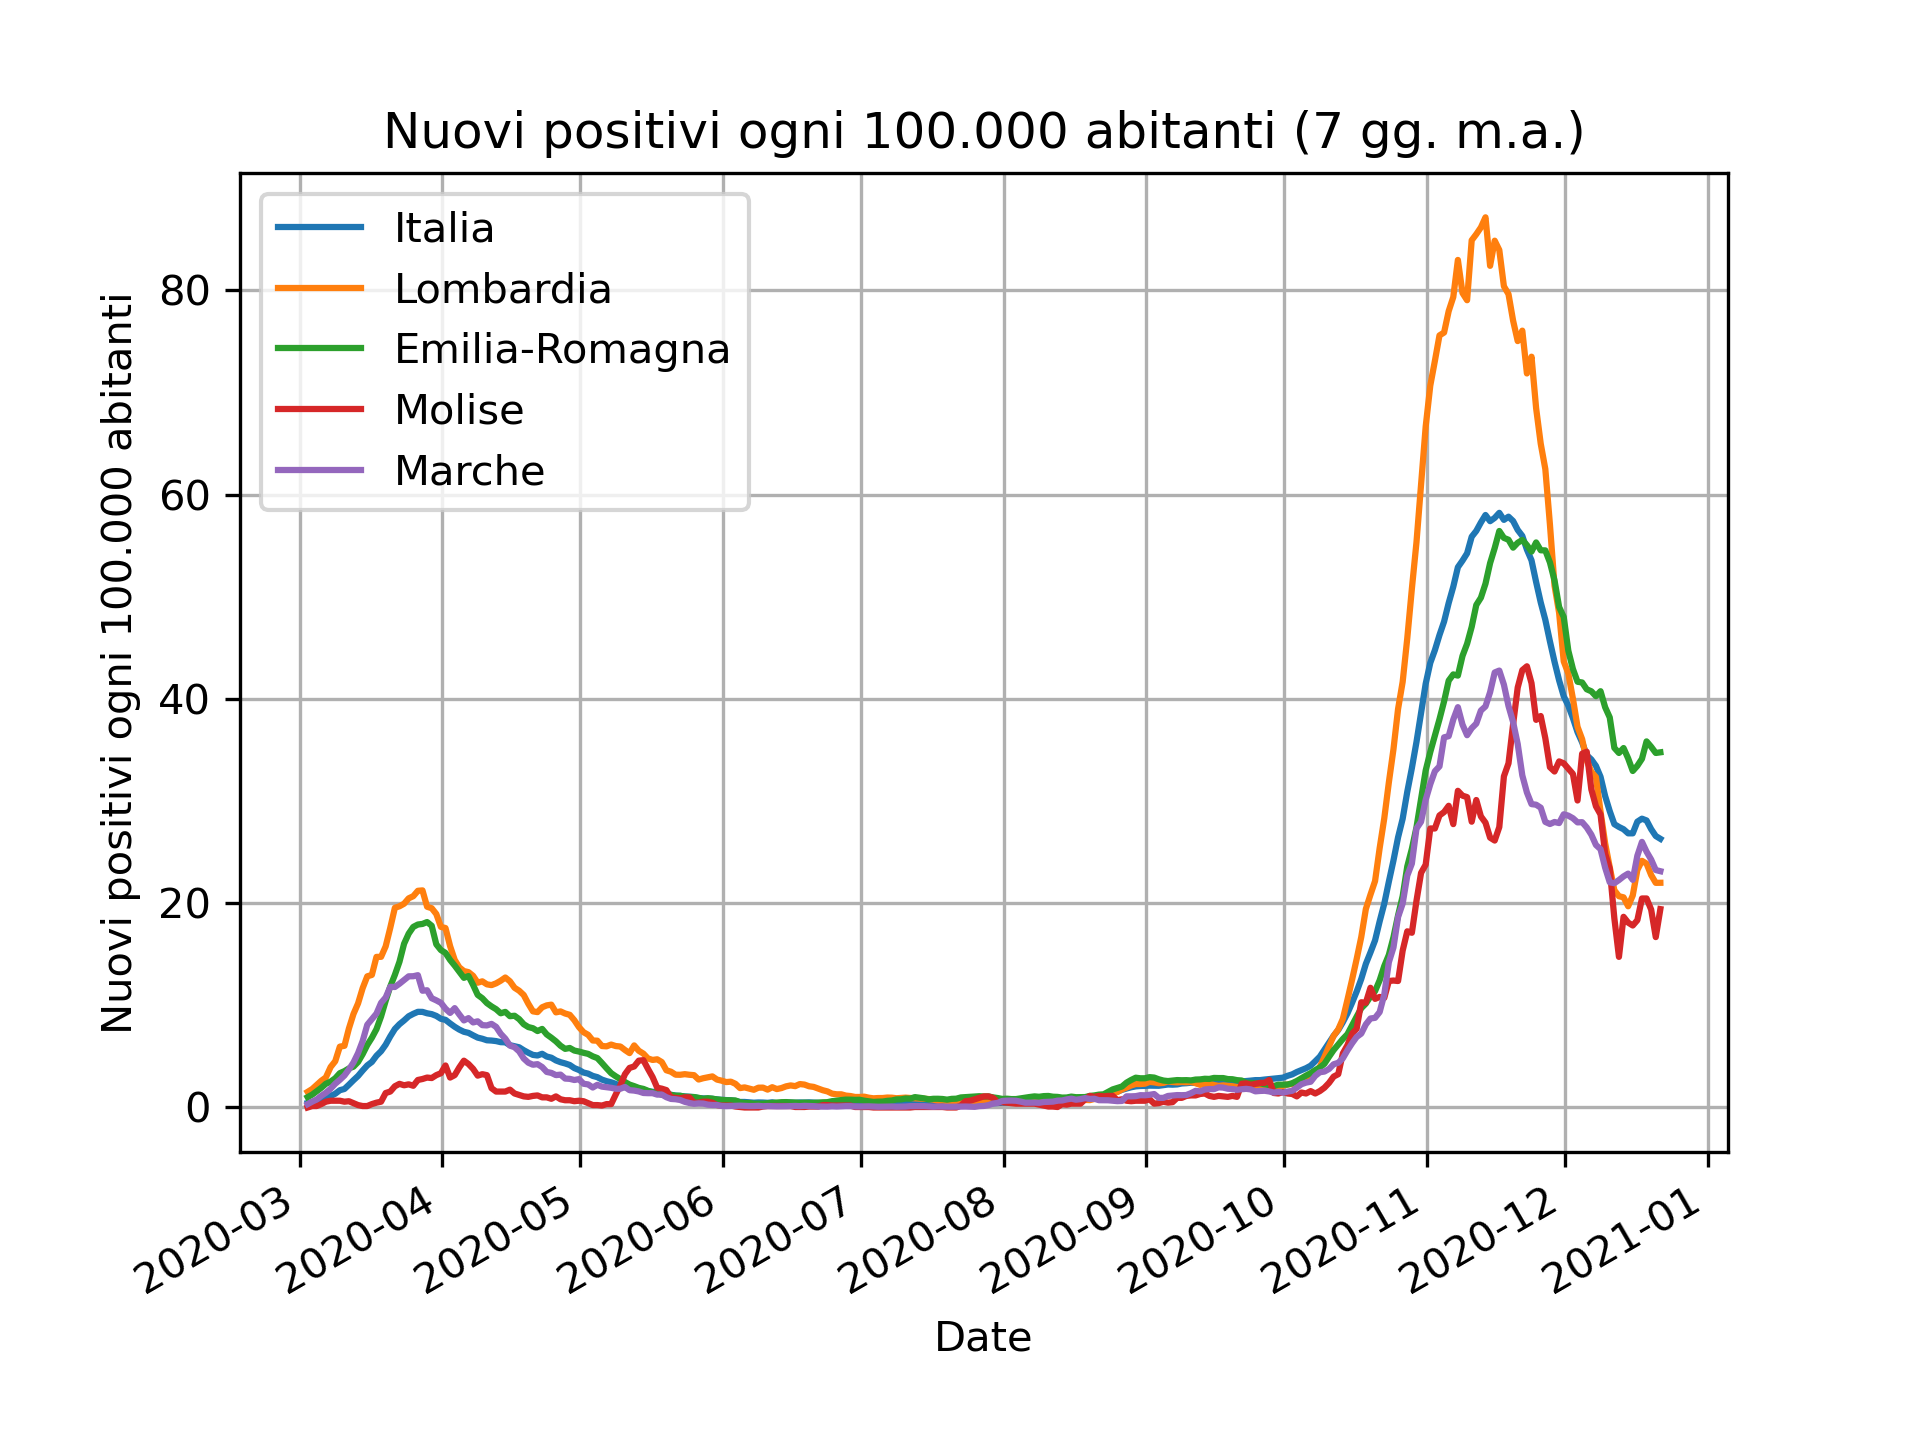 Nuovi positivi ogni 100.000 abitanti (7 gg. m.a.)
Italia
Lombardia
Emilia-Romagna
Molise
Marche
Nuovi positivi ogni 100.000 abitanti
80
60
40
20
0
2020-03
2020-04
2020-05
2020-06
2020-07
2020-08
2020-09
2020-10
2020-11
2020-12
2021-01
Date